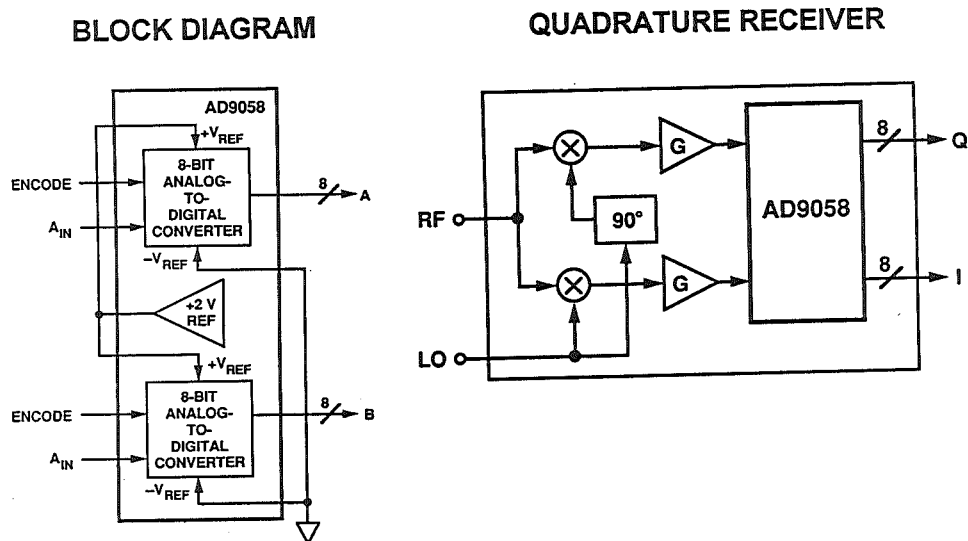 BLOCK DIAGRAM
AD9058
+VREF
ENCODE
8-BIT
ANALOG-
TO-
DIGITAL
CONVERTER
8
A
AIN
–VREF
+2 V
REF
+VREF
ENCODE
8-BIT
ANALOG-
TO-
DIGITAL
CONVERTER
8
B
AIN
–VREF
QUADRATURE RECEIVER
G
8
Q
RF
90°
AD9058
G
8
I
LO